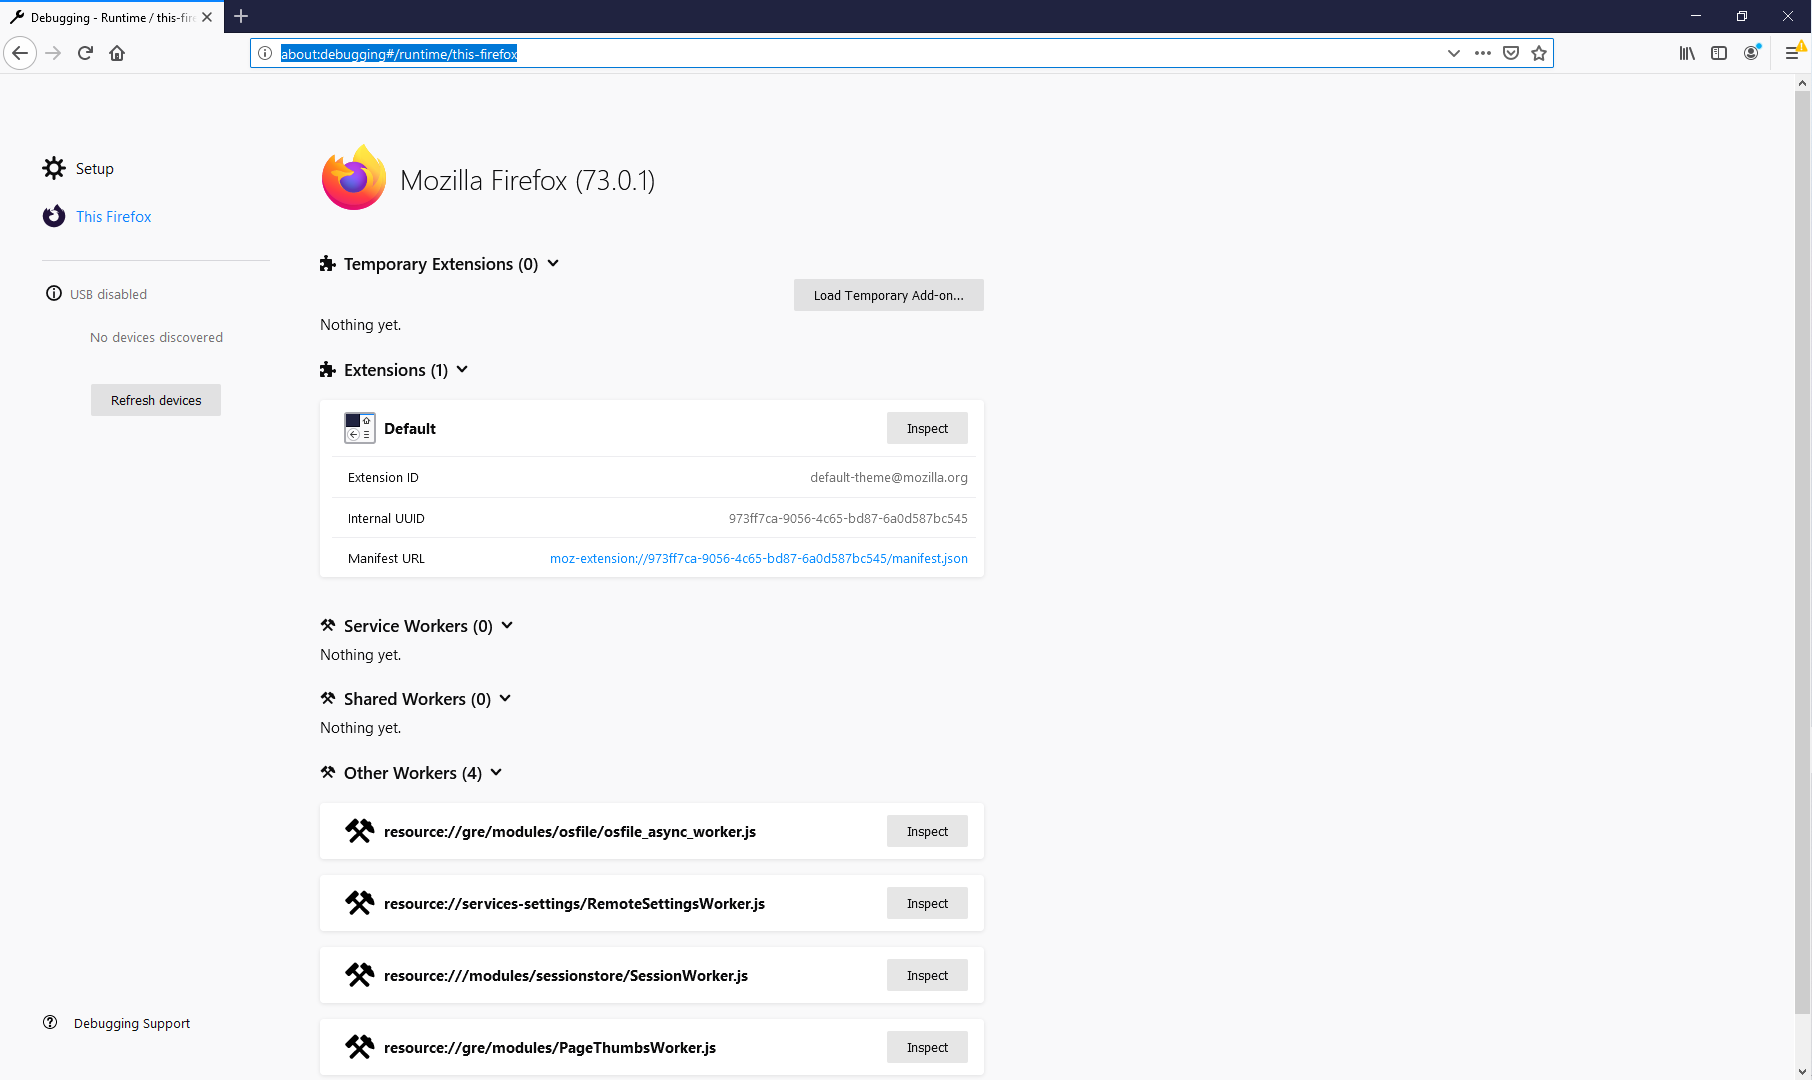 Debugging - Runtime / this-fire
about:debugging#/runtime/this-firefox
Setup
This Firefox
USB disabled
No devices discovered
Refresh devices
Debugging Support
Mozilla Firefox (73.0.1)
Temporary Extensions (0)
Load Temporary Add-on...
Nothing yet.
Extensions (1)
Default
Inspect
Extension ID default-theme@mozilla.org
Internal UUID 973ff7ca-9056-4c65-bd87-6a0d587bc545
Manifest URL moz-extension://973ff7ca-9056-4c65-bd87-6a0d587bc545/manifest.json
Service Workers (0)
Nothing yet.
Shared Workers (0)
Nothing yet.
Other Workers (4)
resource://gre/modules/osfile/osfile_async_worker.js Inspect
resource://services-settings/RemoteSettingsWorker.js Inspect
resource:///modules/sessionstore/SessionWorker.js Inspect
resource://gre/modules/PageThumbsWorker.js Inspect